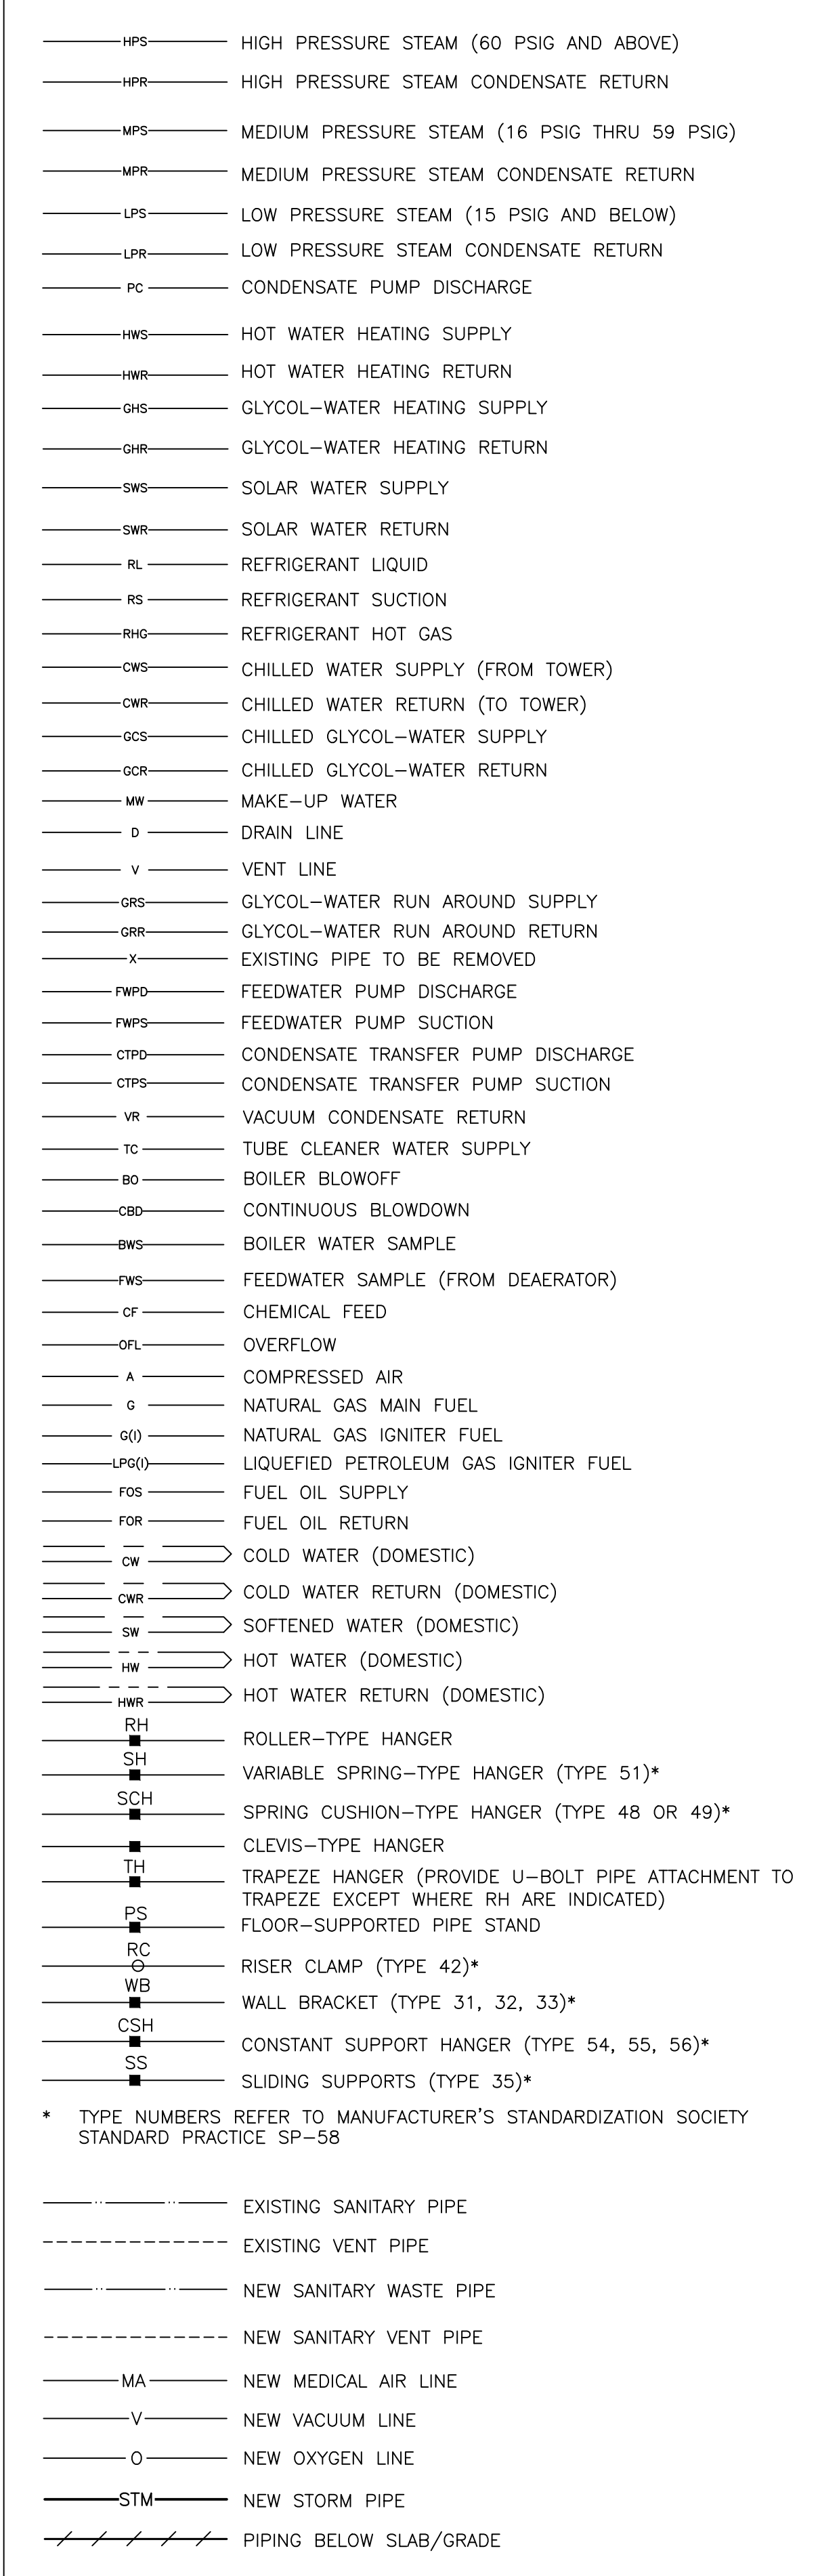 HPS HIGH PRESSURE STEAM (60 PSIG AND ABOVE)
HPR HIGH PRESSURE STEAM CONDENSATE RETURN
MPS MEDIUM PRESSURE STEAM (16 PSIG THRU 59 PSIG)
MPR MEDIUM PRESSURE STEAM CONDENSATE RETURN
LPS LOW PRESSURE STEAM (15 PSIG AND BELOW)
LPR LOW PRESSURE STEAM CONDENSATE RETURN
PC CONDENSATE PUMP DISCHARGE
HWS HOT WATER HEATING SUPPLY
HWR HOT WATER HEATING RETURN
GHS GLYCOL-WATER HEATING SUPPLY
GHR GLYCOL-WATER HEATING RETURN
SWS SOLAR WATER SUPPLY
SWR SOLAR WATER RETURN
RL REFRIGERANT LIQUID
RS REFRIGERANT SUCTION
RHG REFRIGERANT HOT GAS
CWS CHILLED WATER SUPPLY (FROM TOWER)
CWR CHILLED WATER RETURN (TO TOWER)
GCS CHILLED GLYCOL-WATER SUPPLY
GCR CHILLED GLYCOL-WATER RETURN
MW MAKE-UP WATER
D DRAIN LINE
V VENT LINE
GRS GLYCOL-WATER RUN AROUND SUPPLY
GRR GLYCOL-WATER RUN AROUND RETURN
X EXISTING PIPE TO BE REMOVED
FWPD FEEDWATER PUMP DISCHARGE
FWPS FEEDWATER PUMP SUCTION
CTPD CONDENSATE TRANSFER PUMP DISCHARGE
CTPS CONDENSATE TRANSFER PUMP SUCTION
VR VACUUM CONDENSATE RETURN
TC TUBE CLEANER WATER SUPPLY
BO BOILER BLOWOFF
CBD CONTINUOUS BLOWDOWN
BWS BOILER WATER SAMPLE
FWS FEEDWATER SAMPLE (FROM DEAERATOR)
CF CHEMICAL FEED
OFL OVERFLOW
A COMPRESSED AIR
G NATURAL GAS MAIN FUEL
G(I) NATURAL GAS IGNITER FUEL
LPG(I) LIQUEFIED PETROLEUM GAS IGNITER FUEL
FOS FUEL OIL SUPPLY
FOR FUEL OIL RETURN
CW COLD WATER (DOMESTIC)
CWR COLD WATER RETURN (DOMESTIC)
SW SOFTENED WATER (DOMESTIC)
HW HOT WATER (DOMESTIC)
HWR HOT WATER RETURN (DOMESTIC)
RH ROLLER-TYPE HANGER
SH VARIABLE SPRING-TYPE HANGER (TYPE 51)*
SCH SPRING CUSHION-TYPE HANGER (TYPE 48 OR 49)*
CLEVIS-TYPE HANGER
TH TRAPEZE HANGER (PROVIDE U-BOLT PIPE ATTACHMENT TO
TRAPEZE EXCEPT WHERE RH ARE INDICATED)
PS FLOOR-SUPPORTED PIPE STAND
RC RISER CLAMP (TYPE 42)*
WB WALL BRACKET (TYPE 31, 32, 33)*
CSH CONSTANT SUPPORT HANGER (TYPE 54, 55, 56)*
SS SLIDING SUPPORTS (TYPE 35)*
* TYPE NUMBERS REFER TO MANUFACTURER'S STANDARDIZATION SOCIETY
STANDARD PRACTICE SP-58
EXISTING SANITARY PIPE
EXISTING VENT PIPE
NEW SANITARY WASTE PIPE
NEW SANITARY VENT PIPE
MA NEW MEDICAL AIR LINE
V NEW VACUUM LINE
O NEW OXYGEN LINE
STM NEW STORM PIPE
PIPING BELOW SLAB/GRADE